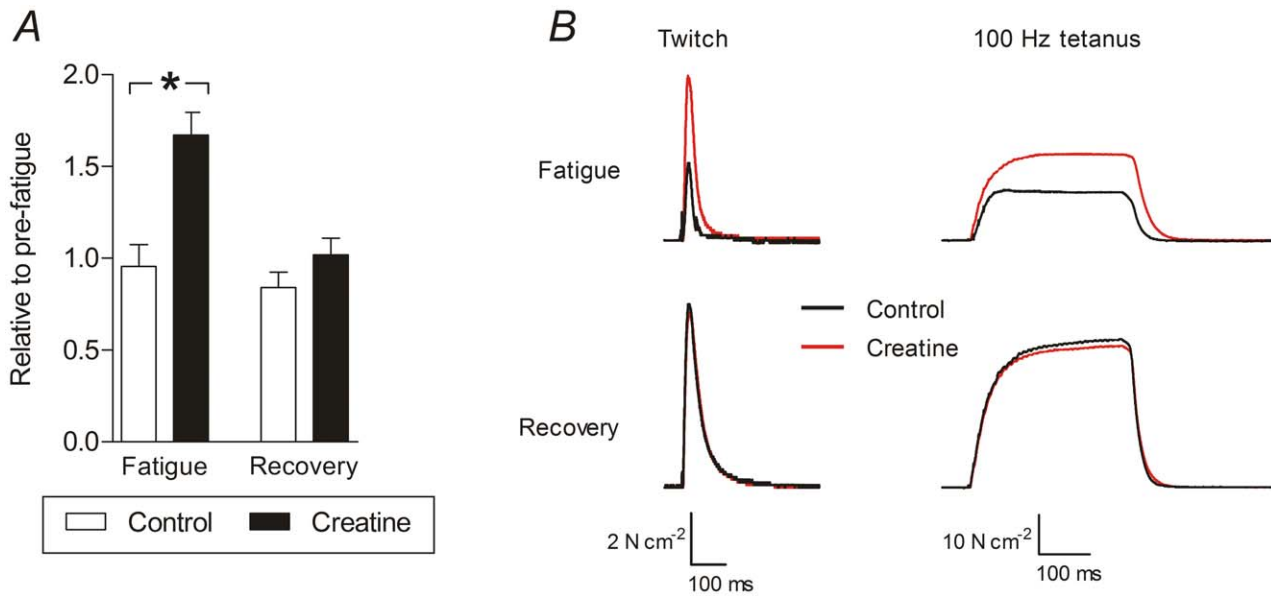 A
Relative to pre-fatigue
2.0
*
1.5
1.0
0.5
0.0
Fatigue Recovery
Control Creatine
B
Twitch 100 Hz tetanus
Fatigue
Control
Creatine
Recovery
2 N cm⁻² 10 N cm⁻²
100 ms 100 ms